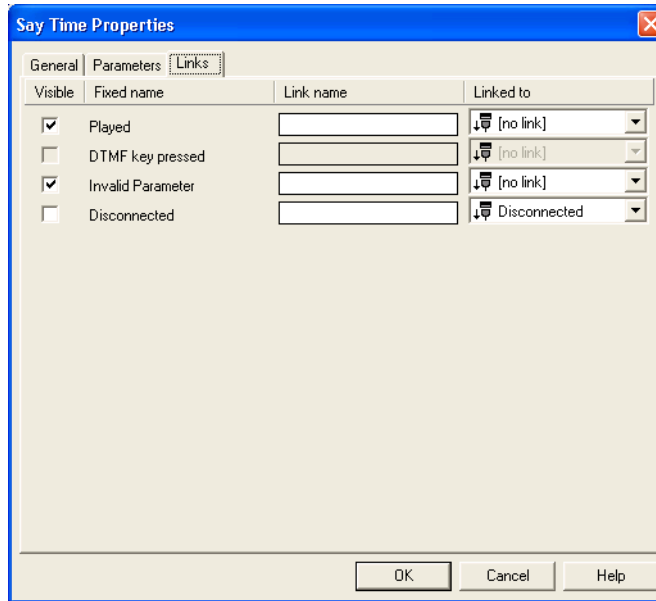 Say Time Properties
General Parameters Links
Visible Fixed name Link name Linked to
Played [no link]
DTMF key pressed [no link]
Invalid Parameter [no link]
Disconnected Disconnected
OK Cancel Help